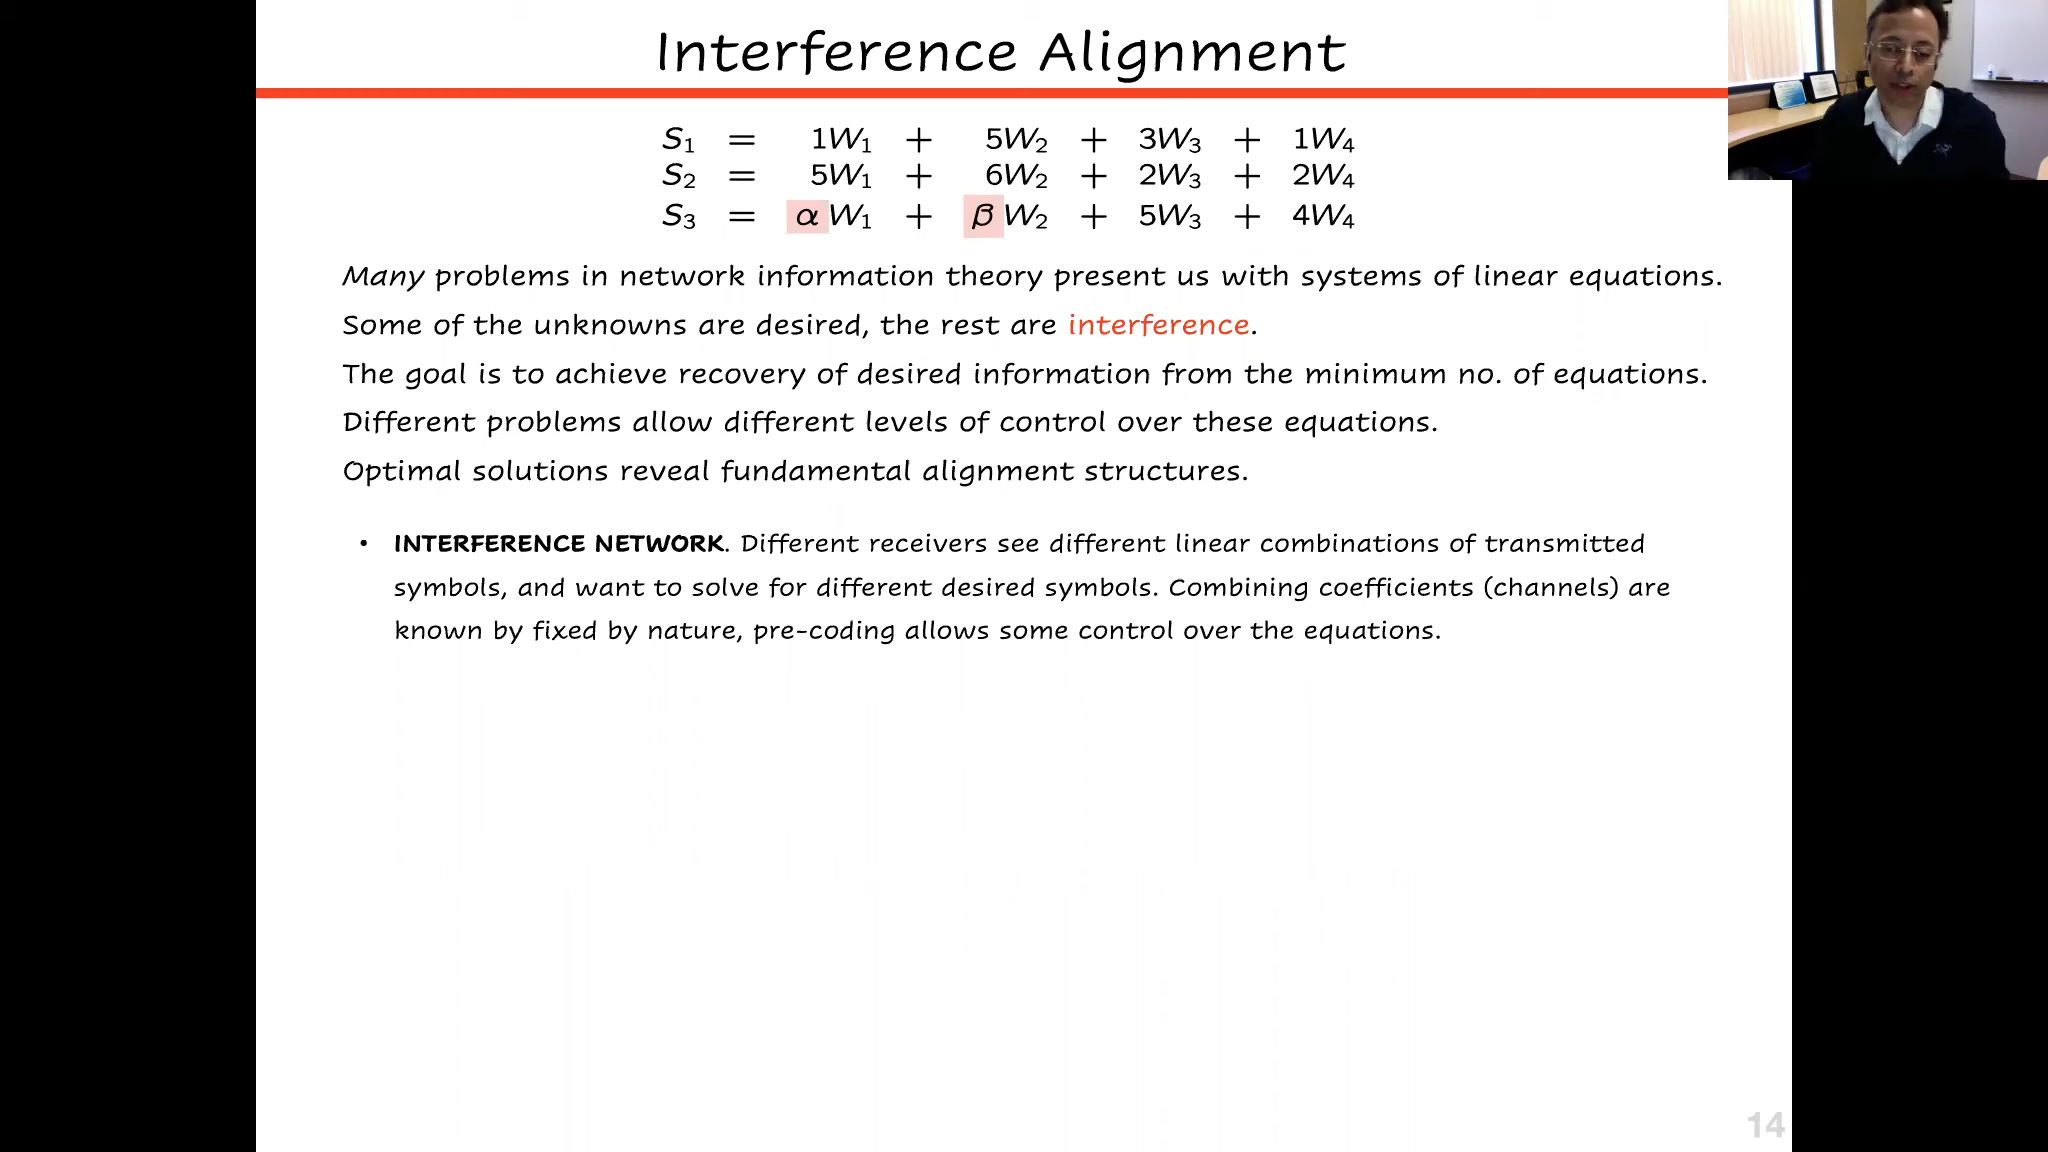 Interference Alignment
S₁ = 1W₁ + 5W₂ + 3W₃ + 1W₄
S₂ = 5W₁ + 6W₂ + 2W₃ + 2W₄
S₃ = αW₁ + βW₂ + 5W₃ + 4W₄
Many problems in network information theory present us with systems of linear equations.
Some of the unknowns are desired, the rest are interference.
The goal is to achieve recovery of desired information from the minimum no. of equations.
Different problems allow different levels of control over these equations.
Optimal solutions reveal fundamental alignment structures.
• INTERFERENCE NETWORK. Different receivers see different linear combinations of transmitted
symbols, and want to solve for different desired symbols. Combining coefficients (channels) are
known by fixed by nature, pre-coding allows some control over the equations.
14